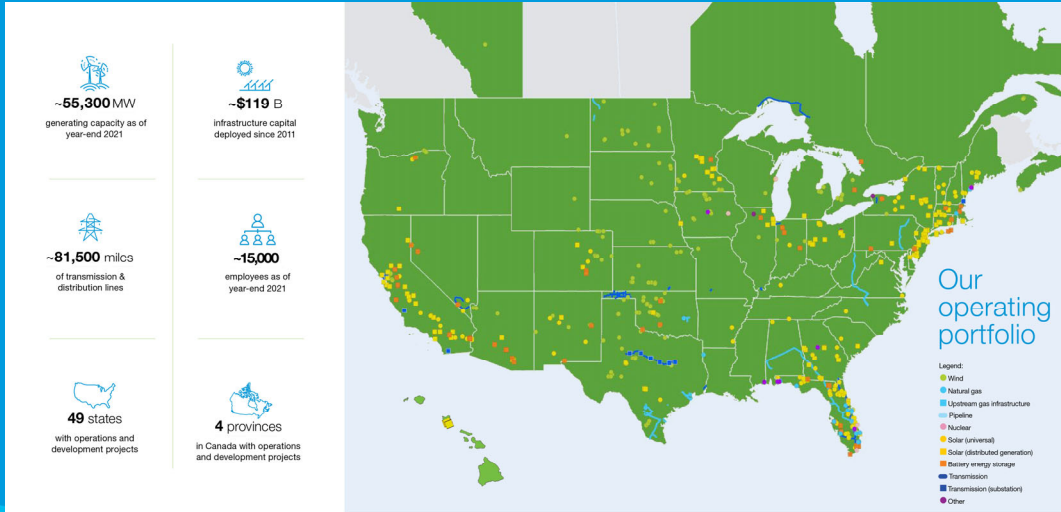 ~55,300 MW
generating capacity as of
year-end 2021
~$119 B
infrastructure capital
deployed since 2011
~81,500 miles
of transmission &
distribution lines
~15,000
employees as of
year-end 2021
49 states
with operations and
development projects
4 provinces
in Canada with operations
and development projects
Our
operating
portfolio
Legend:
Wind
Natural gas
Upstream gas infrastructure
Pipeline
Nuclear
Solar (universal)
Solar (distributed generation)
Battery energy storage
Transmission
Transmission (substation)
Other